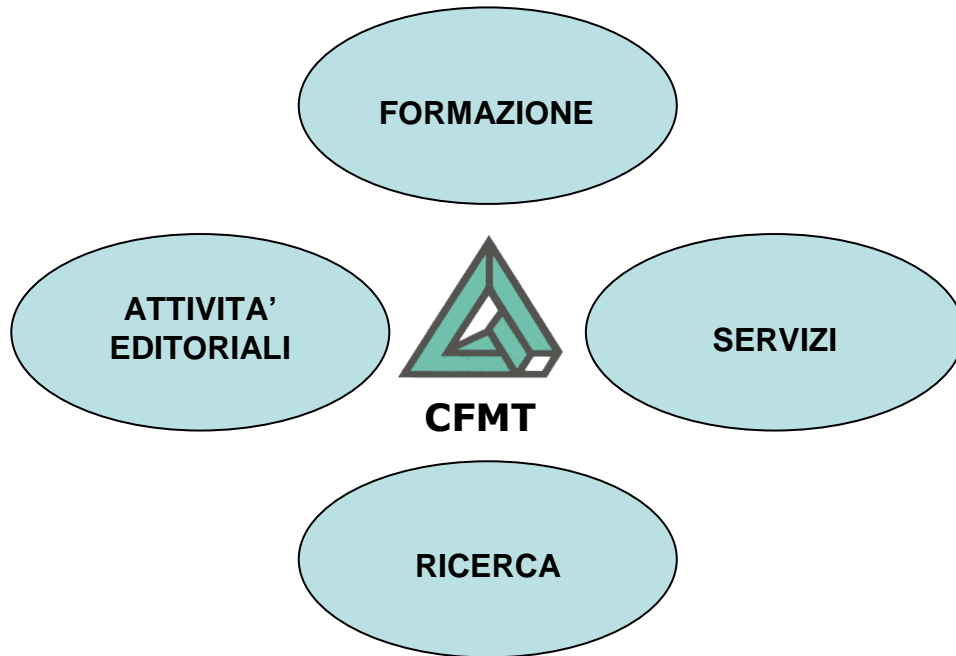 FORMAZIONE
ATTIVITA’
EDITORIALI
SERVIZI
CFMT
RICERCA